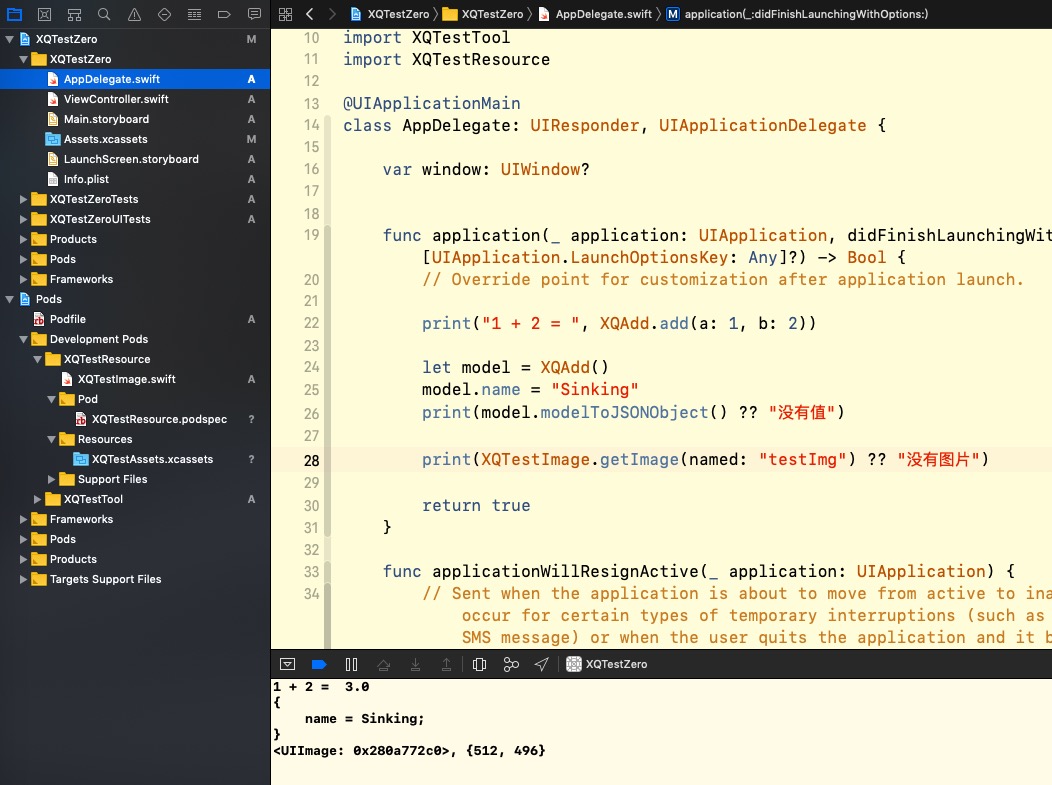 XQTestZero M
XQTestZero
AppDelegate.swift A
ViewController.swift A
Main.storyboard A
Assets.xcassets M
LaunchScreen.storyboard A
Info.plist A
XQTestZeroTests A
XQTestZeroUITests A
Products
Pods
Frameworks
Pods
Podfile A
Development Pods
XQTestResource
XQTestImage.swift A
Pod
XQTestResource.podspec ?
Resources
XQTestAssets.xcassets ?
Support Files
XQTestTool A
Frameworks
Pods
Products
Targets Support Files
XQTestZero 〉 XQTestZero 〉 AppDelegate.swift 〉 M application(_:didFinishLaunchingWithOptions:)
10 import XQTestTool
11 import XQTestResource
12
13 @UIApplicationMain
14 class AppDelegate: UIResponder, UIApplicationDelegate {
15
16 var window: UIWindow?
17
18
19 func application(_ application: UIApplication, didFinishLaunchingWit
[UIApplication.LaunchOptionsKey: Any]?) -> Bool {
20 // Override point for customization after application launch.
21
22 print("1 + 2 = ", XQAdd.add(a: 1, b: 2))
23
24 let model = XQAdd()
25 model.name = "Sinking"
26 print(model.modelToJSONObject() ?? "没有值")
27
28 print(XQTestImage.getImage(named: "testImg") ?? "没有图片")
29
30 return true
31 }
32
33 func applicationWillResignActive(_ application: UIApplication) {
34 // Sent when the application is about to move from active to ina
occur for certain types of temporary interruptions (such as
SMS message) or when the user quits the application and it b
XQTestZero
1 + 2 =  3.0
{
name = Sinking;
}
<UIImage: 0x280a772c0>, {512, 496}